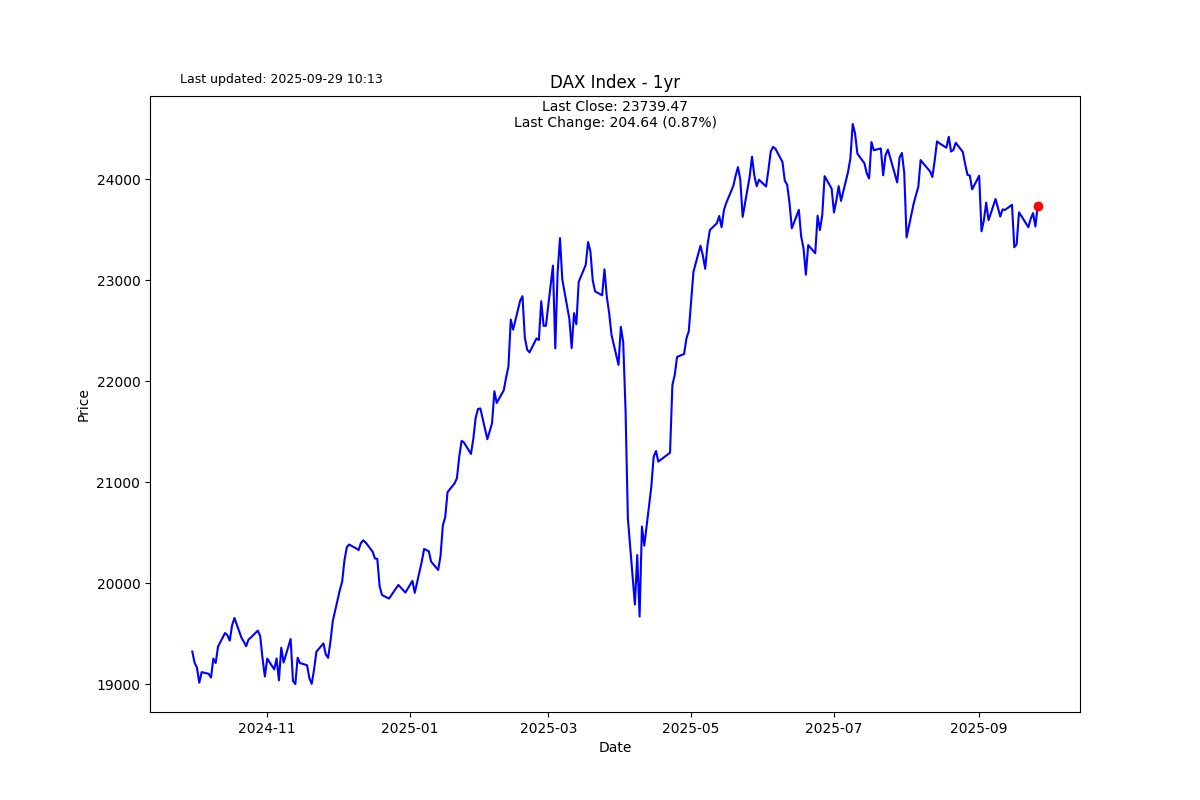 Last updated: 2025-09-29 10:13
DAX Index - 1yr
Last Close: 23739.47
Last Change: 204.64 (0.87%)
24000
23000
22000
21000
20000
19000
Price
2024-11
2025-01
2025-03
2025-05
2025-07
2025-09
Date